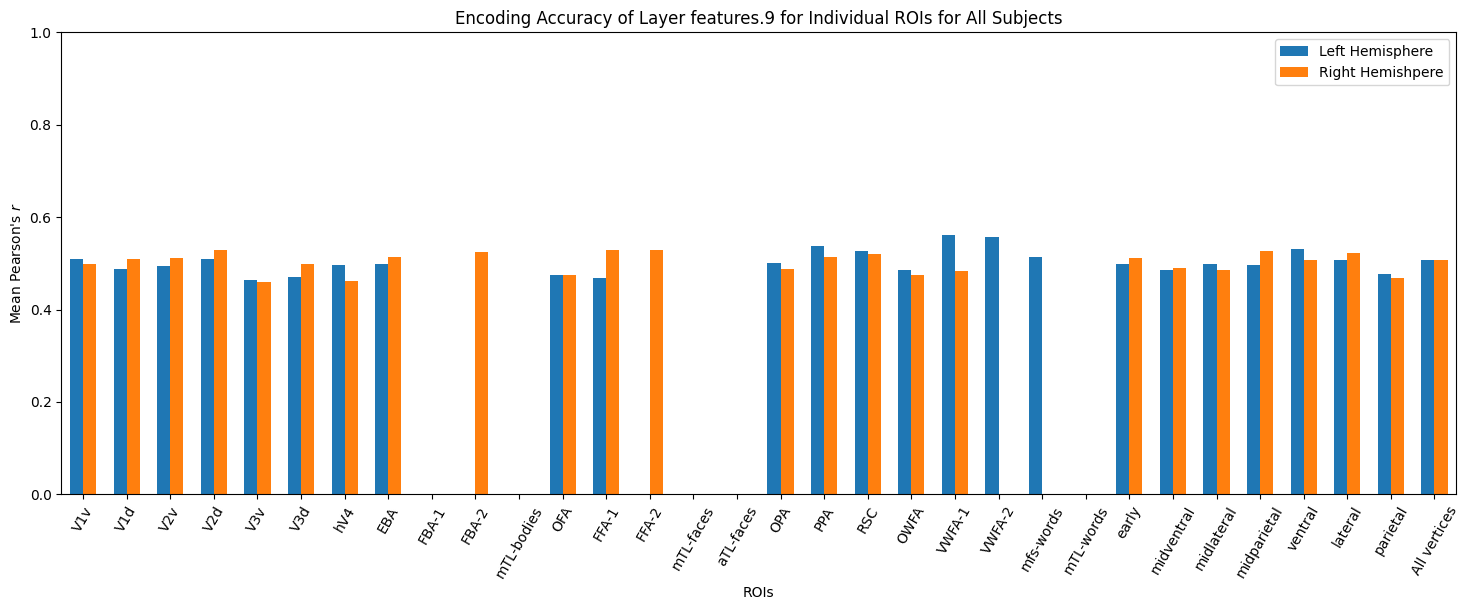 Encoding Accuracy of Layer features.9 for Individual ROIs for All Subjects
Mean Pearson's r
1.0
0.8
0.6
0.4
0.2
0.0
Left Hemisphere
Right Hemishpere
V1v
V1d
V2v
V2d
V3v
V3d
hV4
EBA
FBA-1
FBA-2
mTL-bodies
OFA
FFA-1
FFA-2
mTL-faces
aTL-faces
OPA
PPA
RSC
OWFA
VWFA-1
VWFA-2
mfs-words
mTL-words
early
midventral
midlateral
midparietal
ventral
lateral
parietal
All vertices
ROIs